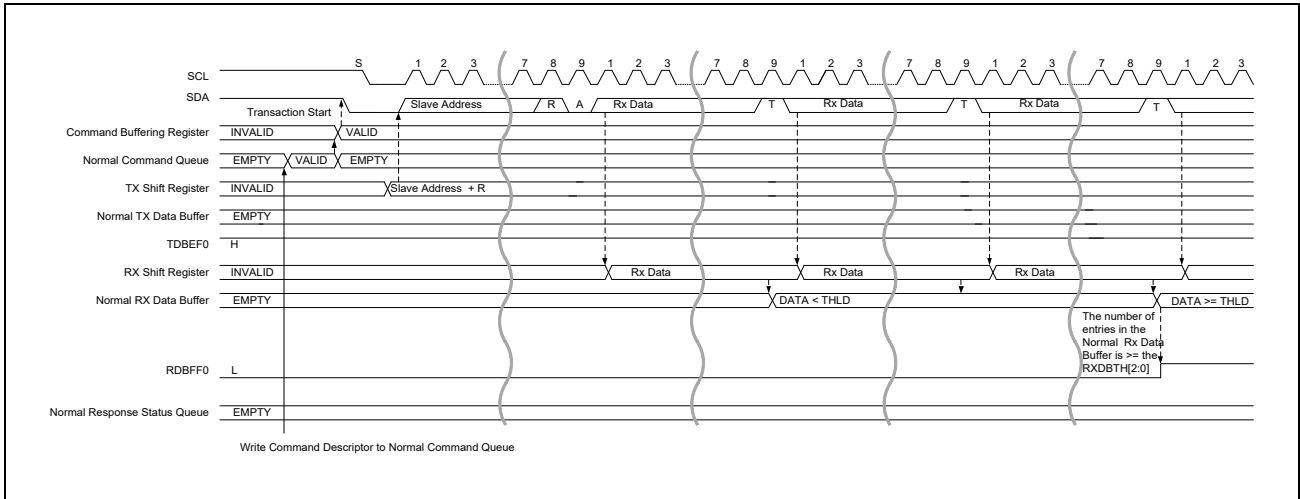 S 1 2 3 7 8 9 1 2 3 7 8 9 1 2 3 7 8 9 1 2 3 7 8 9 1 2 3
SCL
SDA
Transaction Start Slave Address R A Rx Data T Rx Data T Rx Data T
Command Buffering Register INVALID VALID
Normal Command Queue EMPTY VALID EMPTY
TX Shift Register INVALID Slave Address + R
Normal TX Data Buffer EMPTY
TDBEF0 H
RX Shift Register INVALID Rx Data Rx Data Rx Data
Normal RX Data Buffer EMPTY DATA < THLD DATA >= THLD
The number of
entries in the
Normal Rx Data
Buffer is >= the
RXDBTH[2:0]
RDBFF0 L
Normal Response Status Queue EMPTY
Write Command Descriptor to Normal Command Queue